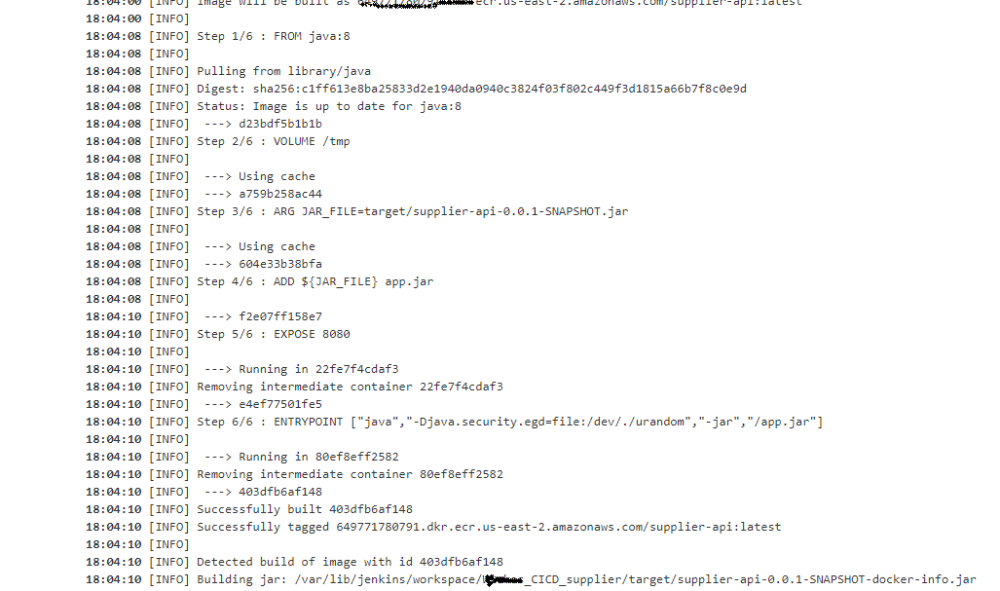 18:04:00 [INFO] Image will be built as ecr.us-east-2.amazonaws.com/supplier-api:latest
18:04:00 [INFO]
18:04:08 [INFO] Step 1/6 : FROM java:8
18:04:08 [INFO]
18:04:08 [INFO] Pulling from library/java
18:04:08 [INFO] Digest: sha256:c1ff613e8ba25833d2e1940da0940c3824f03f802c449f3d1815a66b7f8c0e9d
18:04:08 [INFO] Status: Image is up to date for java:8
18:04:08 [INFO]  ---> d23bdf5b1b1b
18:04:08 [INFO] Step 2/6 : VOLUME /tmp
18:04:08 [INFO]
18:04:08 [INFO]  ---> Using cache
18:04:08 [INFO]  ---> a759b258ac44
18:04:08 [INFO] Step 3/6 : ARG JAR_FILE=target/supplier-api-0.0.1-SNAPSHOT.jar
18:04:08 [INFO]
18:04:08 [INFO]  ---> Using cache
18:04:08 [INFO]  ---> 604e33b38bfa
18:04:08 [INFO] Step 4/6 : ADD ${JAR_FILE} app.jar
18:04:08 [INFO]
18:04:10 [INFO]  ---> f2e07ff158e7
18:04:10 [INFO] Step 5/6 : EXPOSE 8080
18:04:10 [INFO]
18:04:10 [INFO]  ---> Running in 22fe7f4cdaf3
18:04:10 [INFO] Removing intermediate container 22fe7f4cdaf3
18:04:10 [INFO]  ---> e4ef77501fe5
18:04:10 [INFO] Step 6/6 : ENTRYPOINT ["java","-Djava.security.egd=file:/dev/./urandom","-jar","/app.jar"]
18:04:10 [INFO]
18:04:10 [INFO]  ---> Running in 80ef8eff2582
18:04:10 [INFO] Removing intermediate container 80ef8eff2582
18:04:10 [INFO]  ---> 403dfb6af148
18:04:10 [INFO] Successfully built 403dfb6af148
18:04:10 [INFO] Successfully tagged 649771780791.dkr.ecr.us-east-2.amazonaws.com/supplier-api:latest
18:04:10 [INFO]
18:04:10 [INFO] Detected build of image with id 403dfb6af148
18:04:10 [INFO] Building jar: /var/lib/jenkins/workspace/ _CICD_supplier/target/supplier-api-0.0.1-SNAPSHOT-docker-info.jar